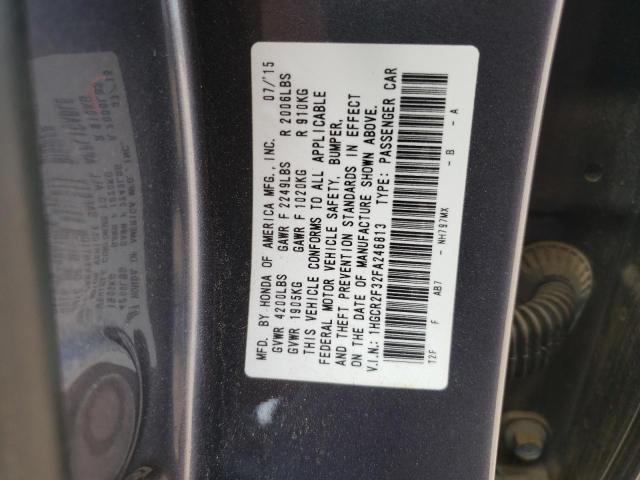 MFD. BY HONDA OF AMERICA MFG., INC. 07/'15
GVWR 4200LBS GAWR F 2249LBS R 2006LBS
GVWR 1905KG GAWR F 1020KG R 910KG
THIS VEHICLE CONFORMS TO ALL APPLICABLE
FEDERAL MOTOR VEHICLE SAFETY, BUMPER,
AND THEFT PREVENTION STANDARDS IN EFFECT
ON THE DATE OF MANUFACTURE SHOWN ABOVE.
V.I.N.: 1HGCR2F32FA246813 TYPE: PASSENGER CAR
T2F F AB7 - NH797MX - B - A